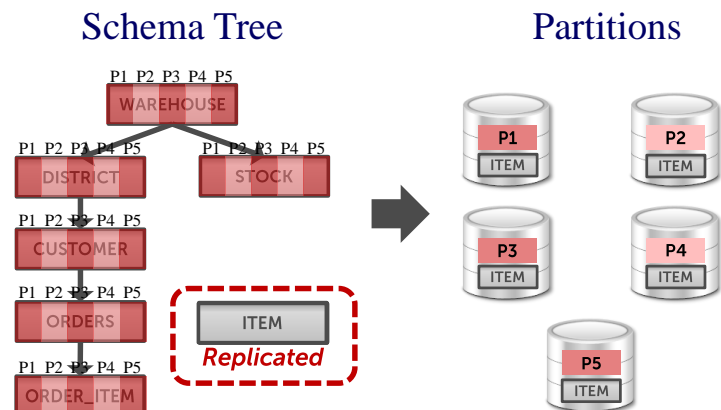 Schema Tree
P1 P2 P3 P4 P5
WAREHOUSE
P1 P2 P3 P4 P5
DISTRICT
P1 P2 P3 P4 P5
STOCK
P1 P2 P3 P4 P5
CUSTOMER
P1 P2 P3 P4 P5
ORDERS
P1 P2 P3 P4 P5
ORDER_ITEM
ITEM
Replicated
Partitions
P1
ITEM
P2
ITEM
P3
ITEM
P4
ITEM
P5
ITEM